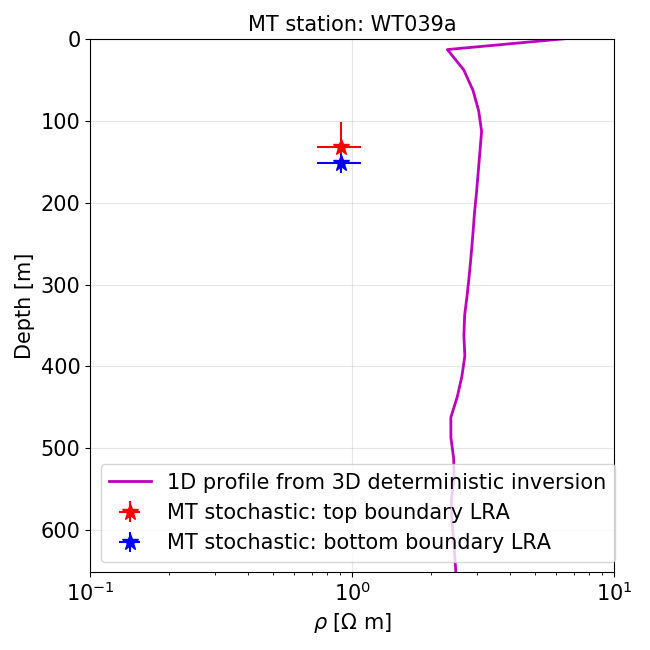 MT station: WT039a
0
100
200
300
400
500
600
Depth [m]
1D profile from 3D deterministic inversion
MT stochastic: top boundary LRA
MT stochastic: bottom boundary LRA
10⁻¹
10⁰
10¹
ρ [Ω m]